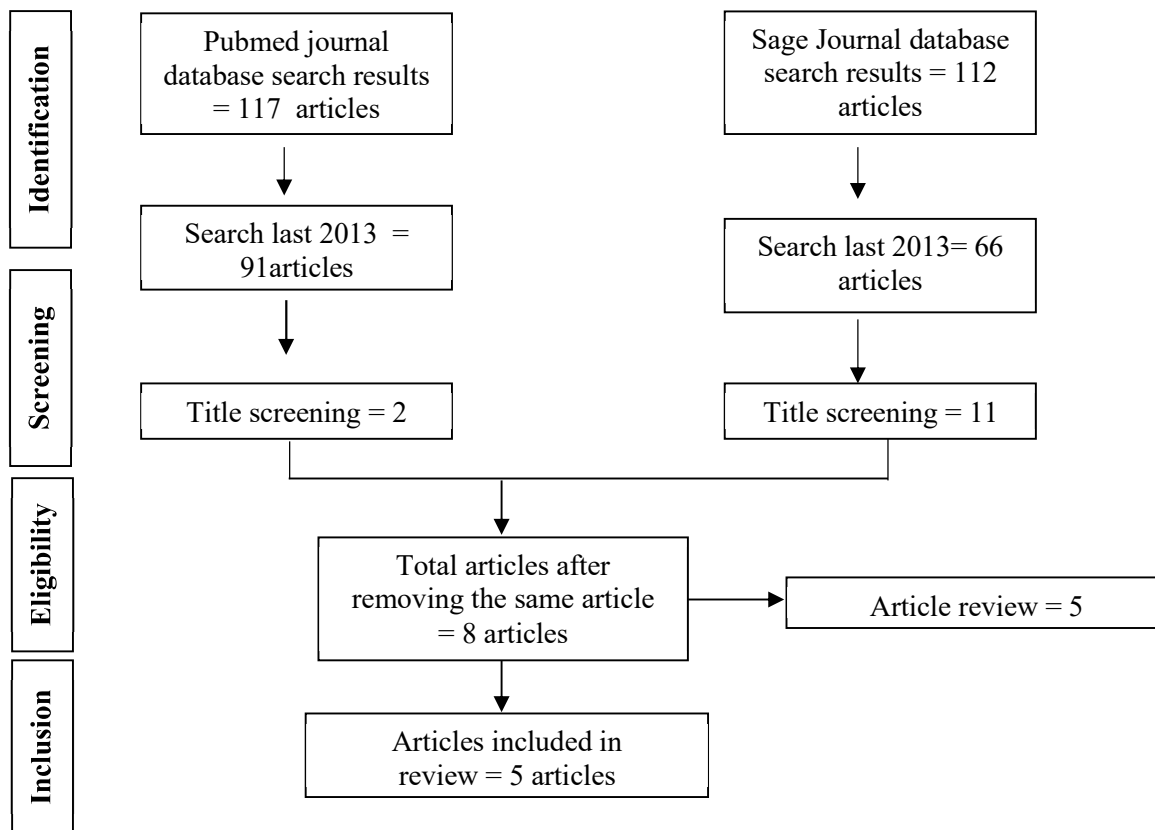 Identification
Pubmed journal
database search results
= 117 articles
Sage Journal database
search results = 112
articles
Search last 2013 =
91articles
Search last 2013= 66
articles
Screening
Title screening = 2
Title screening = 11
Eligibility
Total articles after
removing the same article
= 8 articles
Article review = 5
Inclusion
Articles included in
review = 5 articles